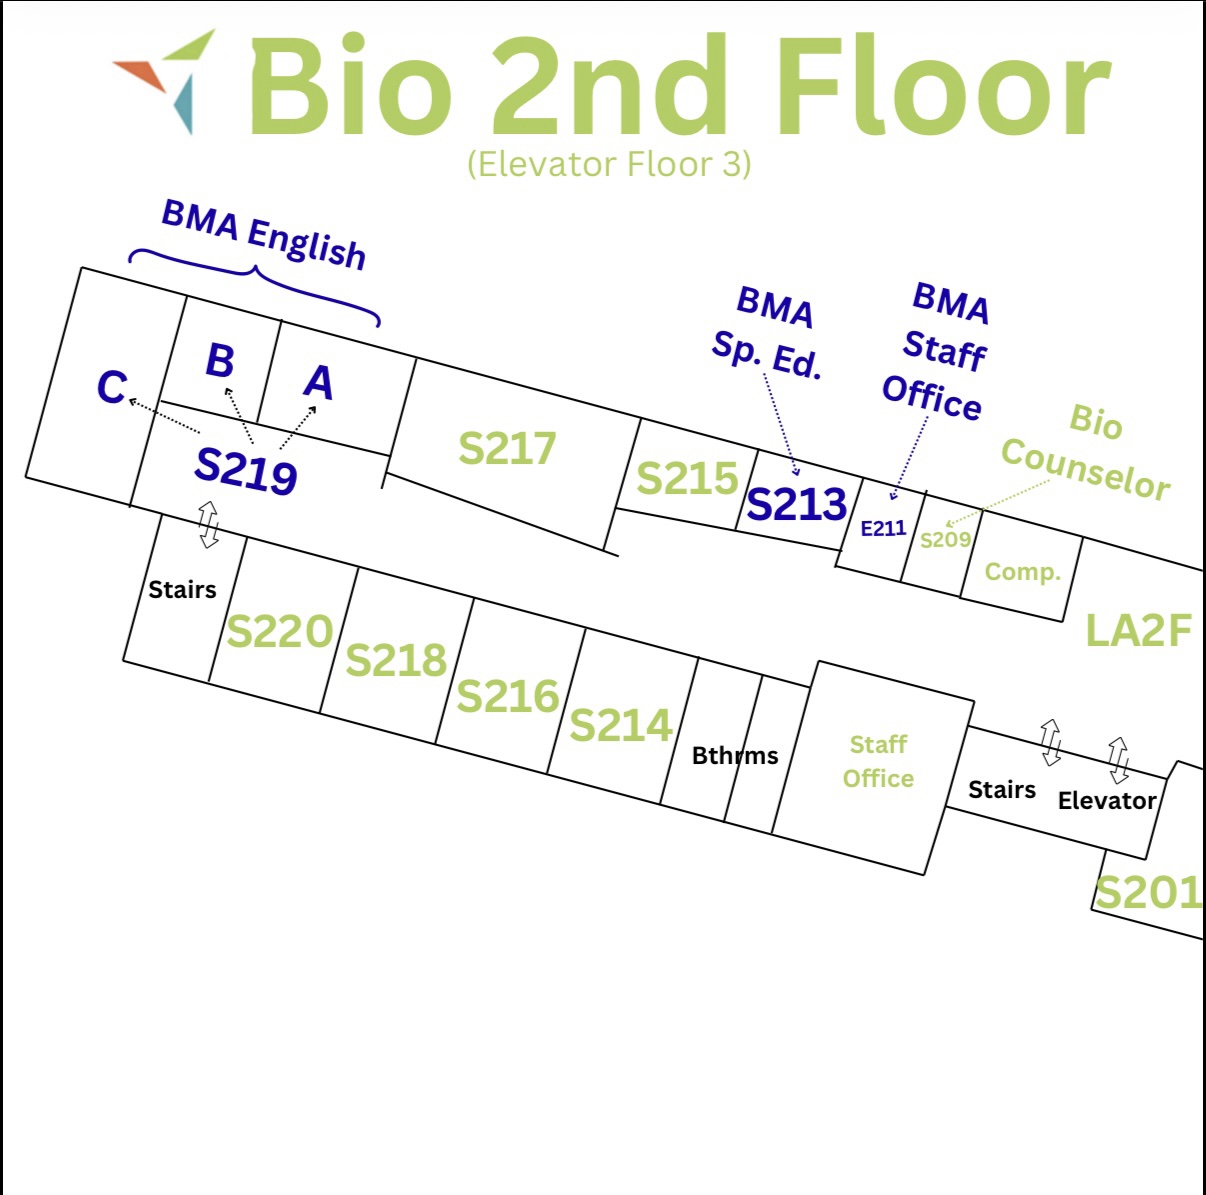 Bio 2nd Floor
(Elevator Floor 3)
BMA English
BMA
Sp. Ed.
BMA
Staff
Office
Bio
Counselor
C
B
A
S219
S217
S215
S213
E211
S209
Comp.
LA2F
Stairs
S220
S218
S216
S214
Bthrms
Staff
Office
Stairs
Elevator
S201